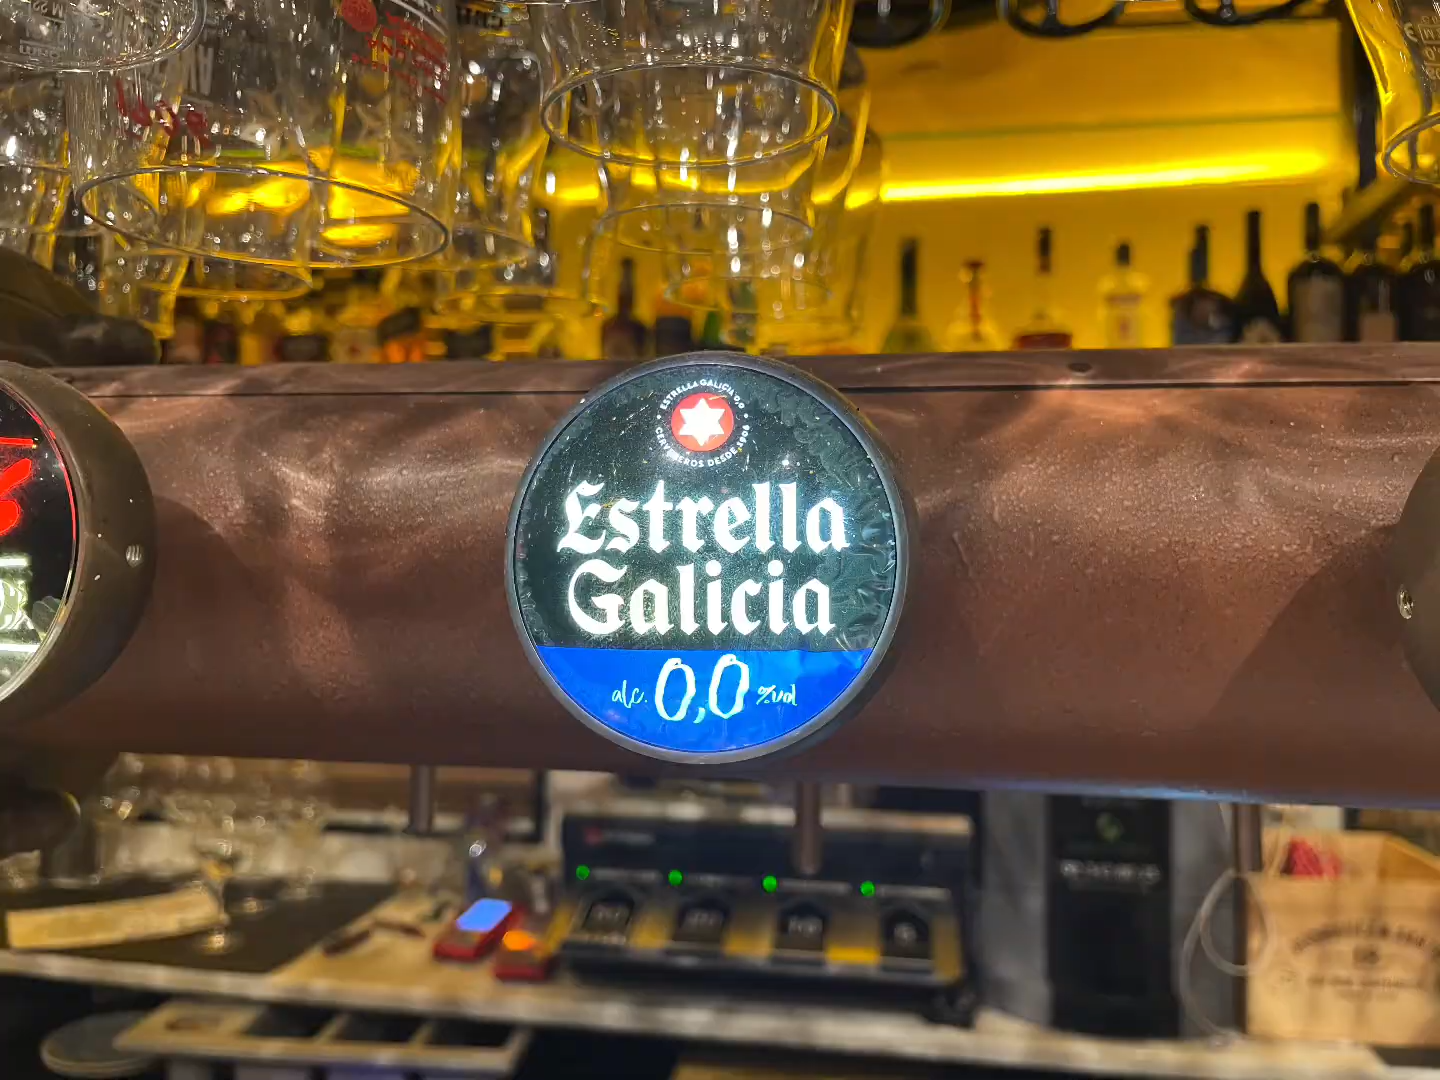 ESTRELLA GALICIA 0,0
CERVEZEROS DESDE 1906
Estrella
Galicia
alc. 0,0 %vol